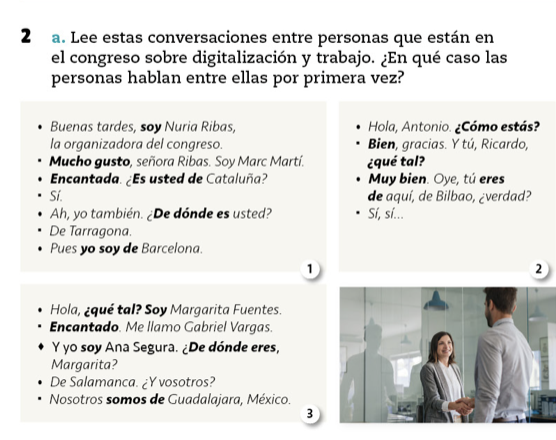 2 a. Lee estas conversaciones entre personas que están en
el congreso sobre digitalización y trabajo. ¿En qué caso las
personas hablan entre ellas por primera vez?
• Buenas tardes, soy Nuria Ribas,
la organizadora del congreso.
▪ Mucho gusto, señora Ribas. Soy Marc Martí.
• Encantada. ¿Es usted de Cataluña?
▪ Sí.
• Ah, yo también. ¿De dónde es usted?
▪ De Tarragona.
• Pues yo soy de Barcelona.
1
• Hola, Antonio. ¿Cómo estás?
▪ Bien, gracias. Y tú, Ricardo,
¿qué tal?
• Muy bien. Oye, tú eres
de aquí, de Bilbao, ¿verdad?
▪ Sí, sí...
2
• Hola, ¿qué tal? Soy Margarita Fuentes.
▪ Encantado. Me llamo Gabriel Vargas.
♦ Y yo soy Ana Segura. ¿De dónde eres,
Margarita?
• De Salamanca. ¿Y vosotros?
▪ Nosotros somos de Guadalajara, México.
3